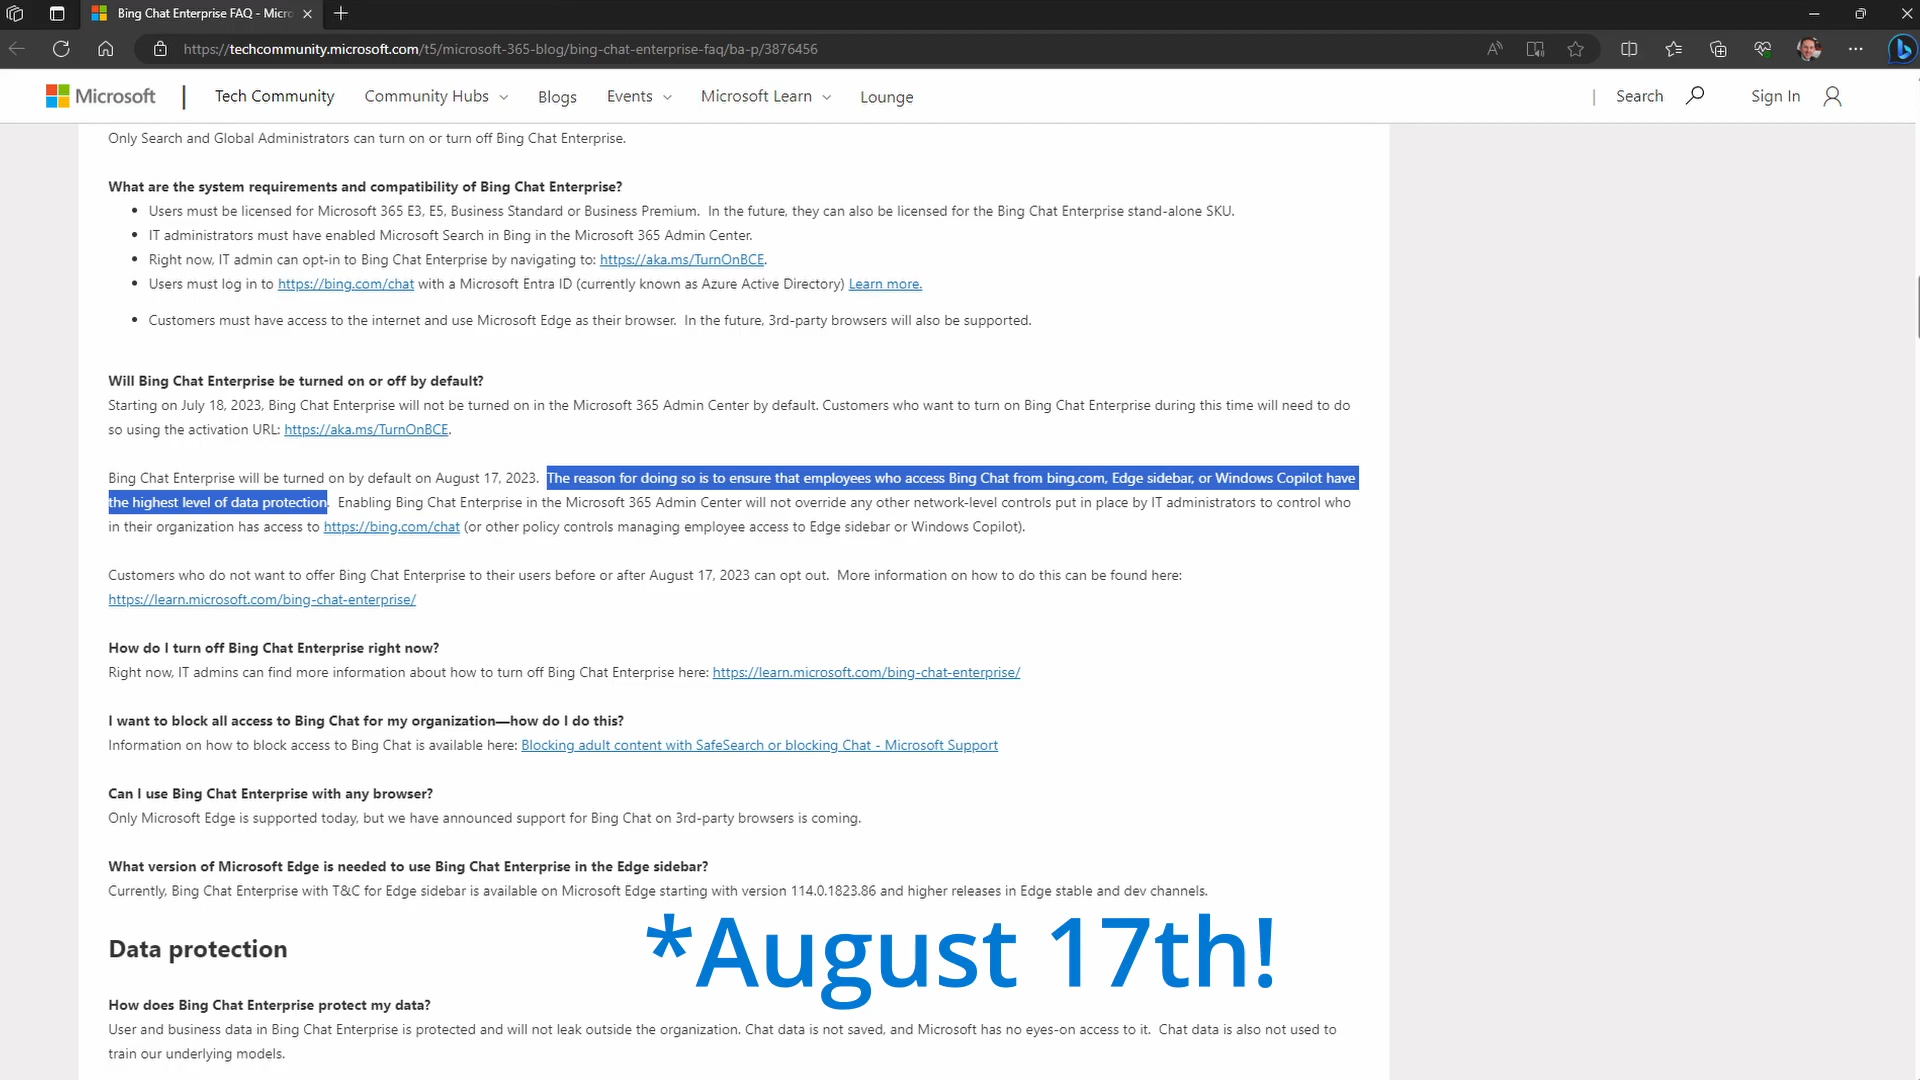 Bing Chat Enterprise FAQ - Micro
https://techcommunity.microsoft.com/t5/microsoft-365-blog/bing-chat-enterprise-faq/ba-p/3876456
Microsoft | Tech Community Community Hubs Blogs Events Microsoft Learn Lounge | Search Sign In
Only Search and Global Administrators can turn on or turn off Bing Chat Enterprise.
What are the system requirements and compatibility of Bing Chat Enterprise?
• Users must be licensed for Microsoft 365 E3, E5, Business Standard or Business Premium. In the future, they can also be licensed for the Bing Chat Enterprise stand-alone SKU.
• IT administrators must have enabled Microsoft Search in Bing in the Microsoft 365 Admin Center.
• Right now, IT admin can opt-in to Bing Chat Enterprise by navigating to: https://aka.ms/TurnOnBCE.
• Users must log in to https://bing.com/chat with a Microsoft Entra ID (currently known as Azure Active Directory) Learn more.
• Customers must have access to the internet and use Microsoft Edge as their browser. In the future, 3rd-party browsers will also be supported.
Will Bing Chat Enterprise be turned on or off by default?
Starting on July 18, 2023, Bing Chat Enterprise will not be turned on in the Microsoft 365 Admin Center by default. Customers who want to turn on Bing Chat Enterprise during this time will need to do
so using the activation URL: https://aka.ms/TurnOnBCE.
Bing Chat Enterprise will be turned on by default on August 17, 2023. The reason for doing so is to ensure that employees who access Bing Chat from bing.com, Edge sidebar, or Windows Copilot have
the highest level of data protection. Enabling Bing Chat Enterprise in the Microsoft 365 Admin Center will not override any other network-level controls put in place by IT administrators to control who
in their organization has access to https://bing.com/chat (or other policy controls managing employee access to Edge sidebar or Windows Copilot).
Customers who do not want to offer Bing Chat Enterprise to their users before or after August 17, 2023 can opt out. More information on how to do this can be found here:
https://learn.microsoft.com/bing-chat-enterprise/
How do I turn off Bing Chat Enterprise right now?
Right now, IT admins can find more information about how to turn off Bing Chat Enterprise here: https://learn.microsoft.com/bing-chat-enterprise/
I want to block all access to Bing Chat for my organization—how do I do this?
Information on how to block access to Bing Chat is available here: Blocking adult content with SafeSearch or blocking Chat - Microsoft Support
Can I use Bing Chat Enterprise with any browser?
Only Microsoft Edge is supported today, but we have announced support for Bing Chat on 3rd-party browsers is coming.
What version of Microsoft Edge is needed to use Bing Chat Enterprise in the Edge sidebar?
Currently, Bing Chat Enterprise with T&C for Edge sidebar is available on Microsoft Edge starting with version 114.0.1823.86 and higher releases in Edge stable and dev channels.
*August 17th!
Data protection
How does Bing Chat Enterprise protect my data?
User and business data in Bing Chat Enterprise is protected and will not leak outside the organization. Chat data is not saved, and Microsoft has no eyes-on access to it. Chat data is also not used to
train our underlying models.